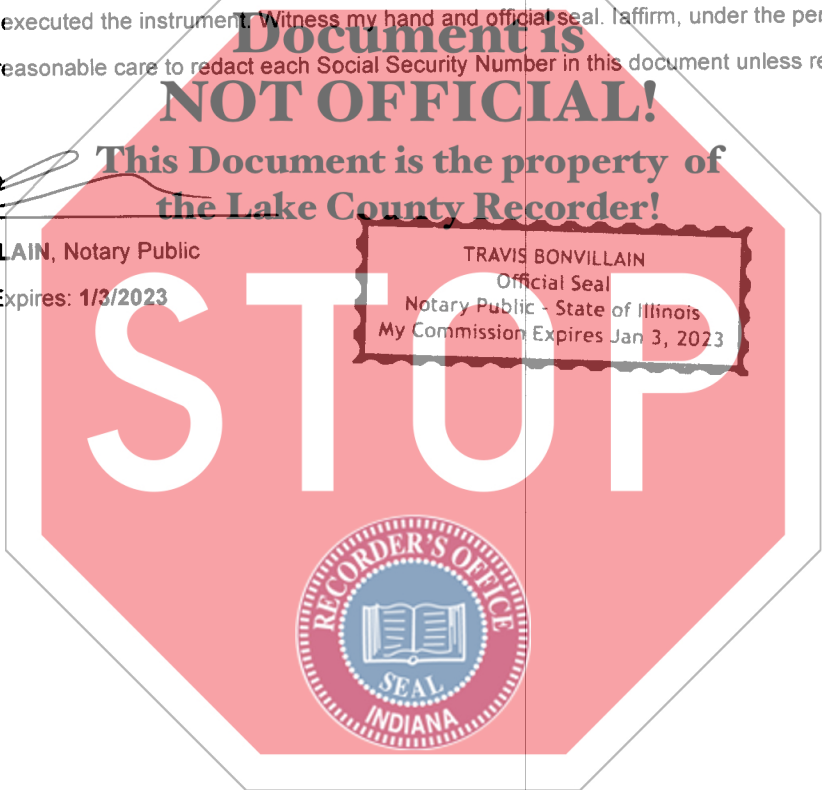 executed the instrument. Witness my hand and official seal. Iaffirm, under the per
Document is
easonable care to redact each Social Security Number in this document unless re
NOT OFFICIAL!
This Document is the property of
the Lake County Recorder!
LAIN, Notary Public
Expires: 1/3/2023
TRAVIS BONVILLAIN
Official Seal
Notary Public - State of Illinois
My Commission Expires Jan 3, 2023
STOP
RECORDER'S OFFICE
SEAL
INDIANA